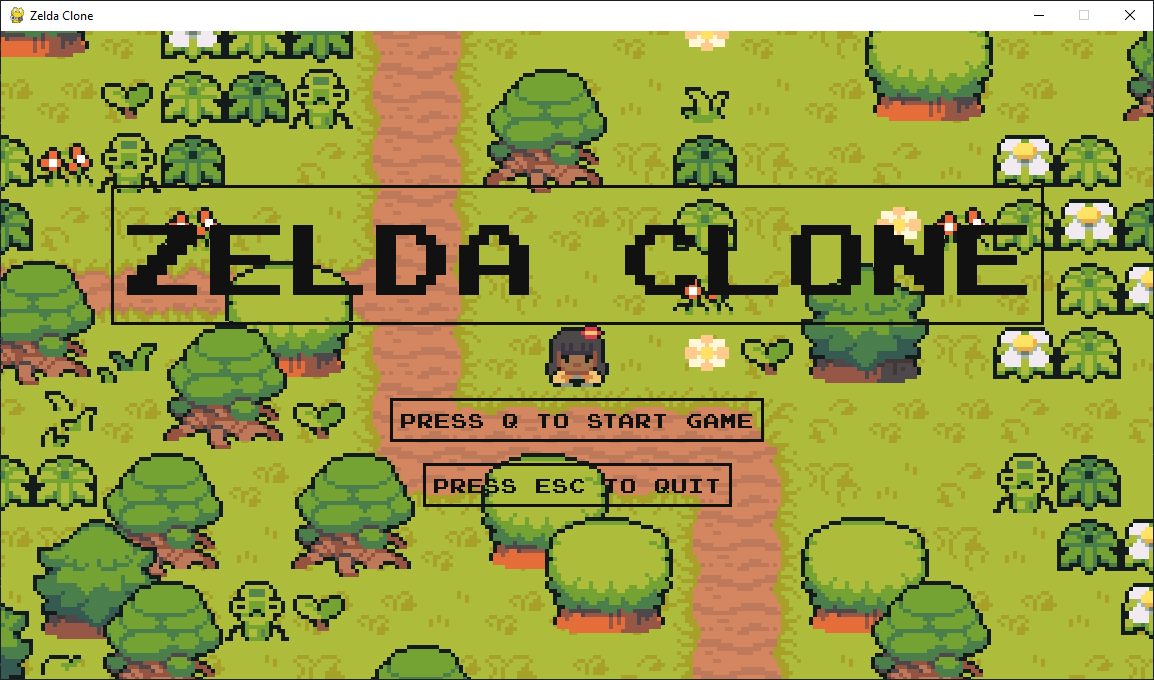 Zelda Clone
ZELDA CLONE
PRESS Q TO START GAME
PRESS ESC TO QUIT